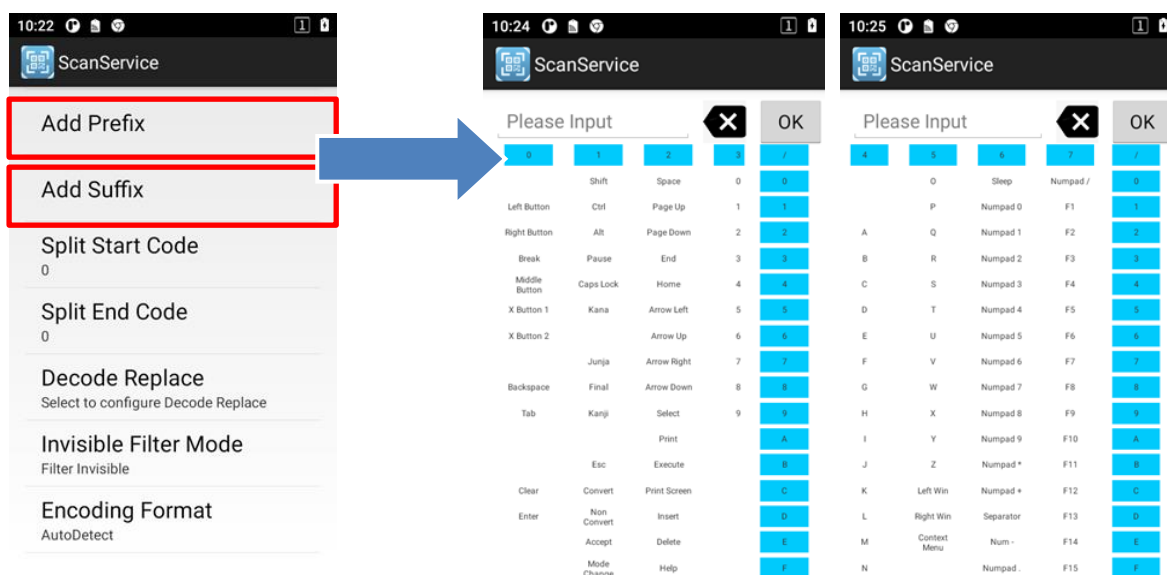 10:22
1
ScanService
Add Prefix
Add Suffix
Split Start Code
0
Split End Code
0
Decode Replace
Select to configure Decode Replace
Invisible Filter Mode
Filter Invisible
Encoding Format
AutoDetect
10:24
1
ScanService
Please Input
OK
0 1 2 3 /
Shift Space 0 0
Left Button Ctrl Page Up 1 1
Right Button Alt Page Down 2 2
Break Pause End 3 3
Middle
Button Caps Lock Home 4 4
X Button 1 Kana Arrow Left 5 5
X Button 2 Arrow Up 6 6
Junja Arrow Right 7 7
Backspace Final Arrow Down 8 8
Tab Kanji Select 9 9
Print A
Esc Execute B
Clear Convert Print Screen C
Enter Non
Convert Insert D
Accept Delete E
Mode
Change Help F
10:25
1
ScanService
Please Input
OK
4 5 6 7 /
O Sleep Numpad / 0
P Numpad 0 F1 1
A Q Numpad 1 F2 2
B R Numpad 2 F3 3
C S Numpad 3 F4 4
D T Numpad 4 F5 5
E U Numpad 5 F6 6
F V Numpad 6 F7 7
G W Numpad 7 F8 8
H X Numpad 8 F9 9
I Y Numpad 9 F10 A
J Z Numpad * F11 B
K Left Win Numpad + F12 C
L Right Win Separator F13 D
M Context
Menu Num - F14 E
N Numpad . F15 F